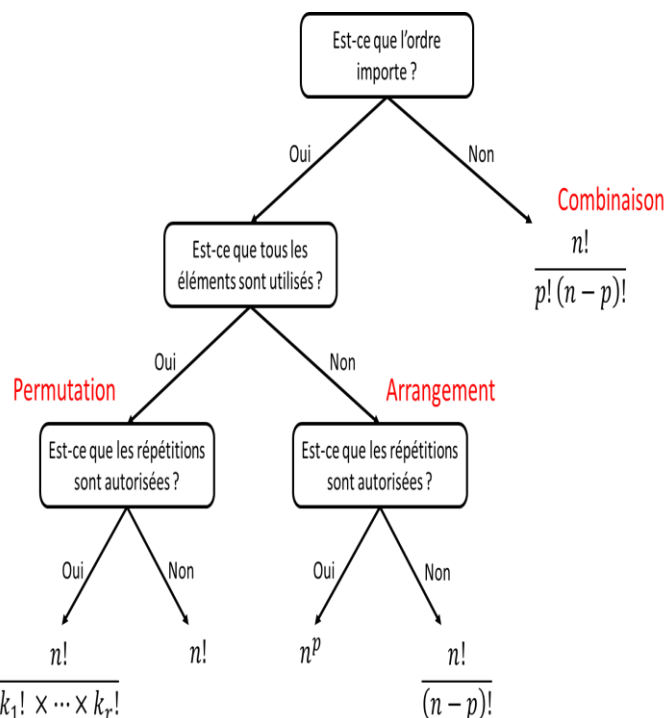 Est-ce que l'ordre
importe ?
Oui
Non
Combinaison
n!
p! (n − p)!
Est-ce que tous les
éléments sont utilisés ?
Oui
Non
Permutation
Arrangement
Est-ce que les répétitions
sont autorisées ?
Est-ce que les répétitions
sont autorisées ?
Oui
Non
Oui
Non
n!
k₁! × ⋯ × kᵣ!
n!
nᵖ
n!
(n − p)!